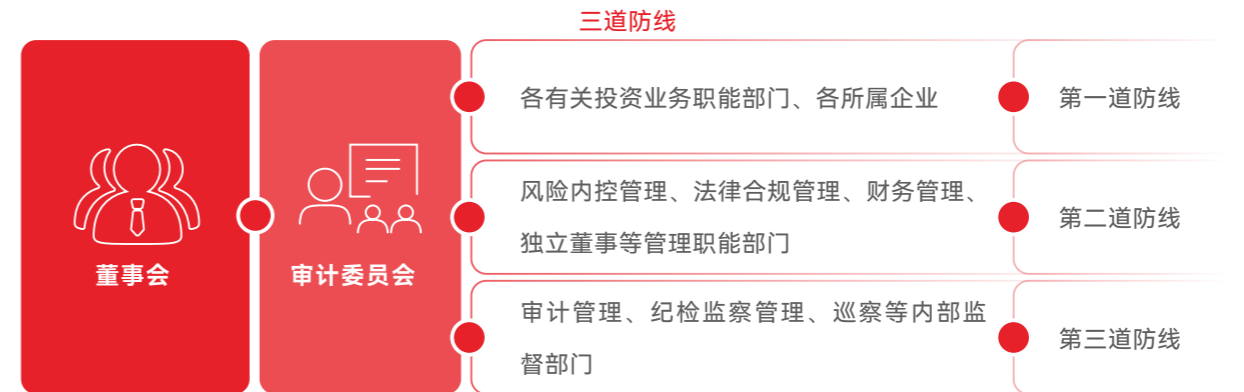 三道防线
董事会
审计委员会
各有关投资业务职能部门、各所属企业
第一道防线
风险内控管理、法律合规管理、财务管理、
独立董事等管理职能部门
第二道防线
审计管理、纪检监察管理、巡察等内部监
督部门
第三道防线